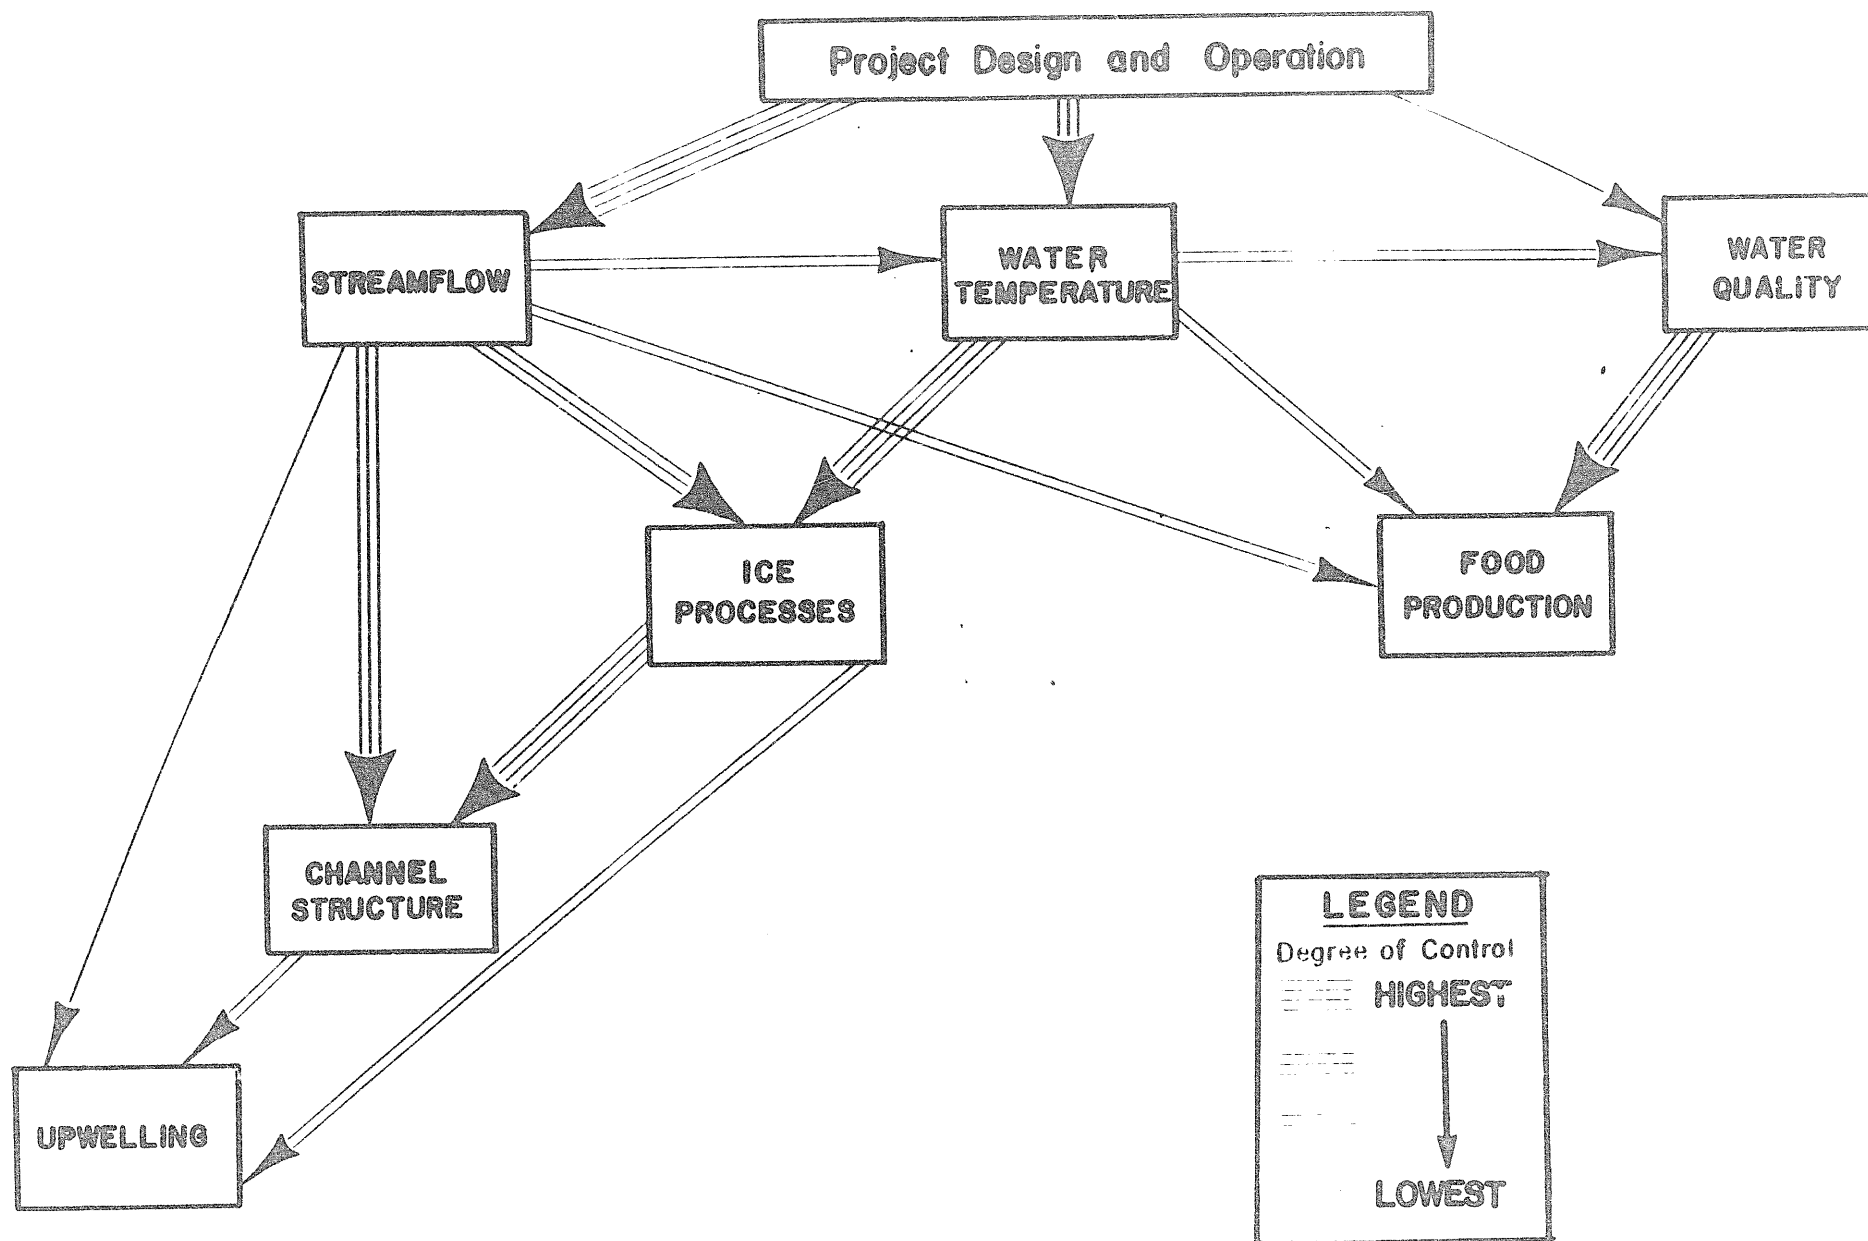 Project Design and Operation
STREAMFLOW
WATER
TEMPERATURE
WATER
QUALITY
ICE
PROCESSES
FOOD
PRODUCTION
CHANNEL
STRUCTURE
UPWELLING
LEGEND
Degree of Control
HIGHEST
LOWEST